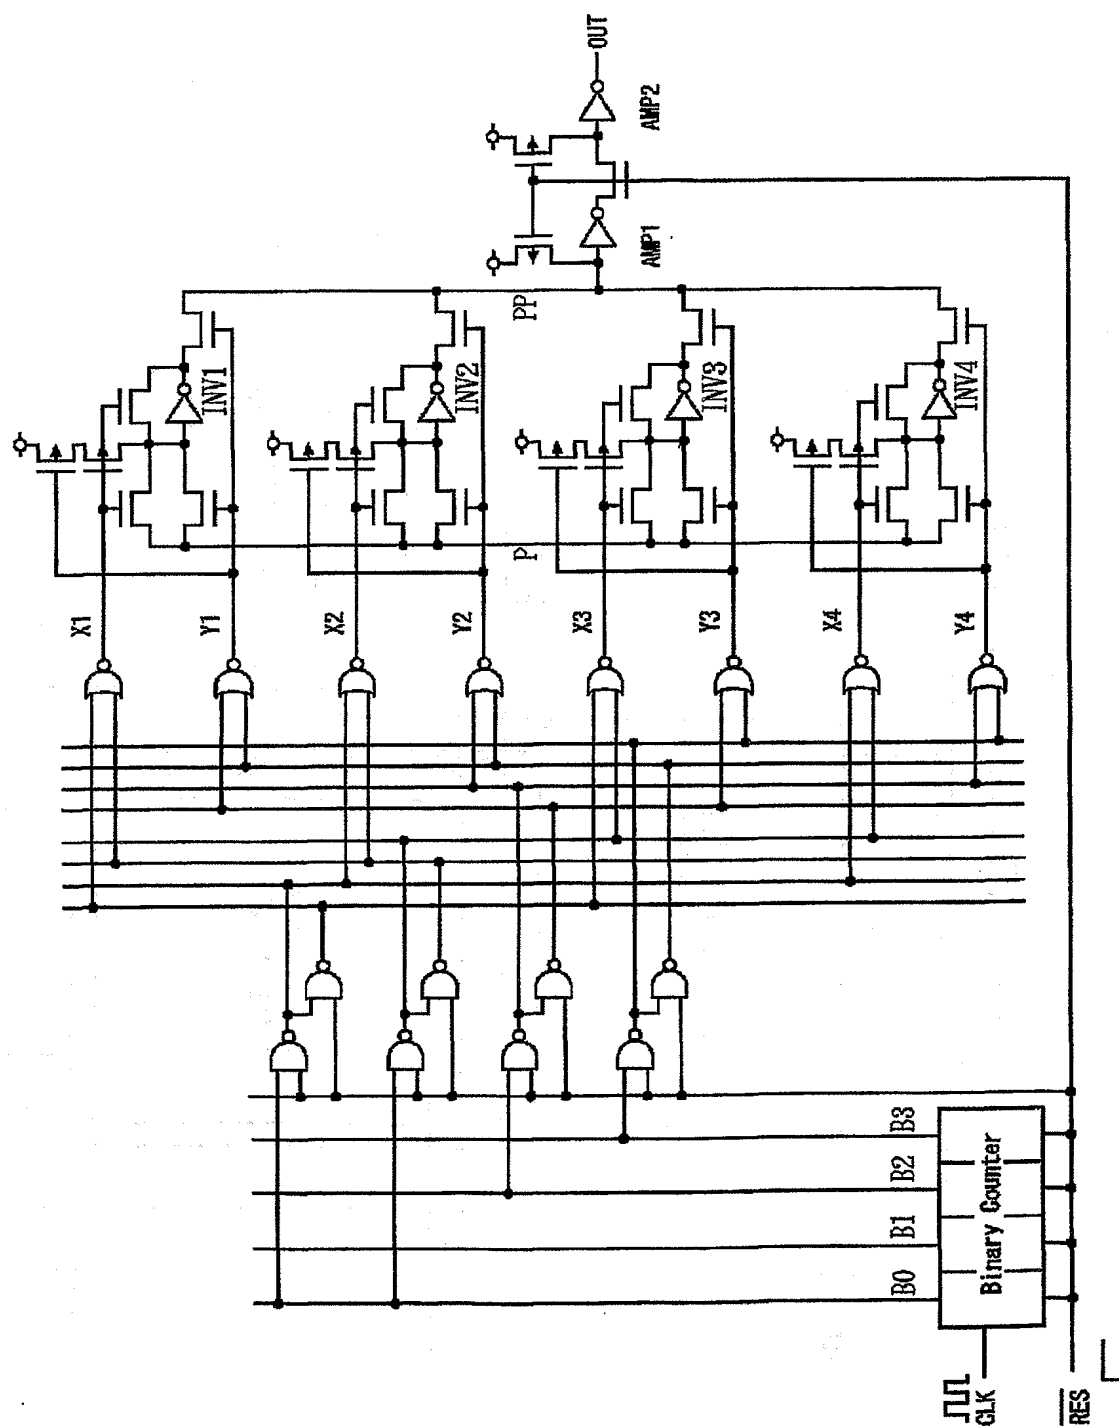 OUT
AMP2
AMP1
PP
INV1
INV2
INV3
INV4
P
X1
Y1
X2
Y2
X3
Y3
X4
Y4
B3
B2
B1
B0
Binary Counter
CLK
RES